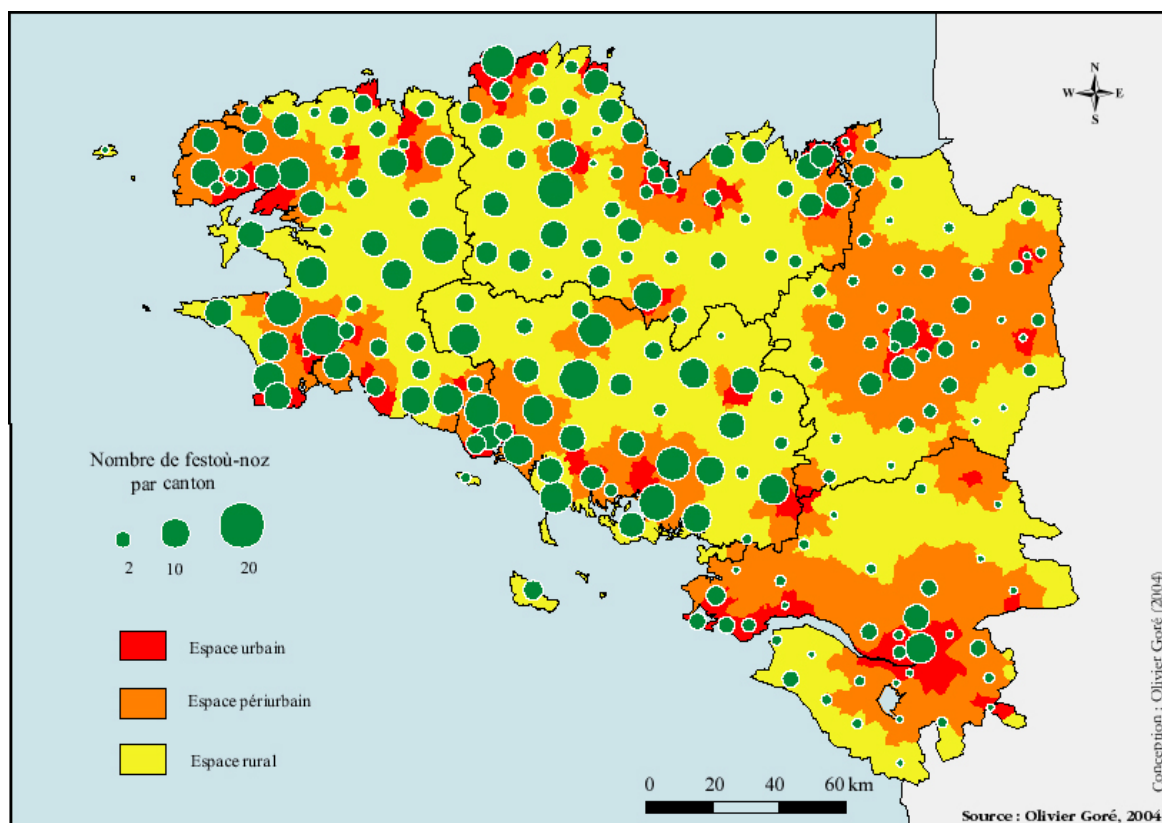 N
W E
S
Nombre de festoù-noz
par canton
2 10 20
Espace urbain
Espace périurbain
Espace rural
0 20 40 60 km
Conception : Olivier Goré (2004)
Source : Olivier Goré, 2004